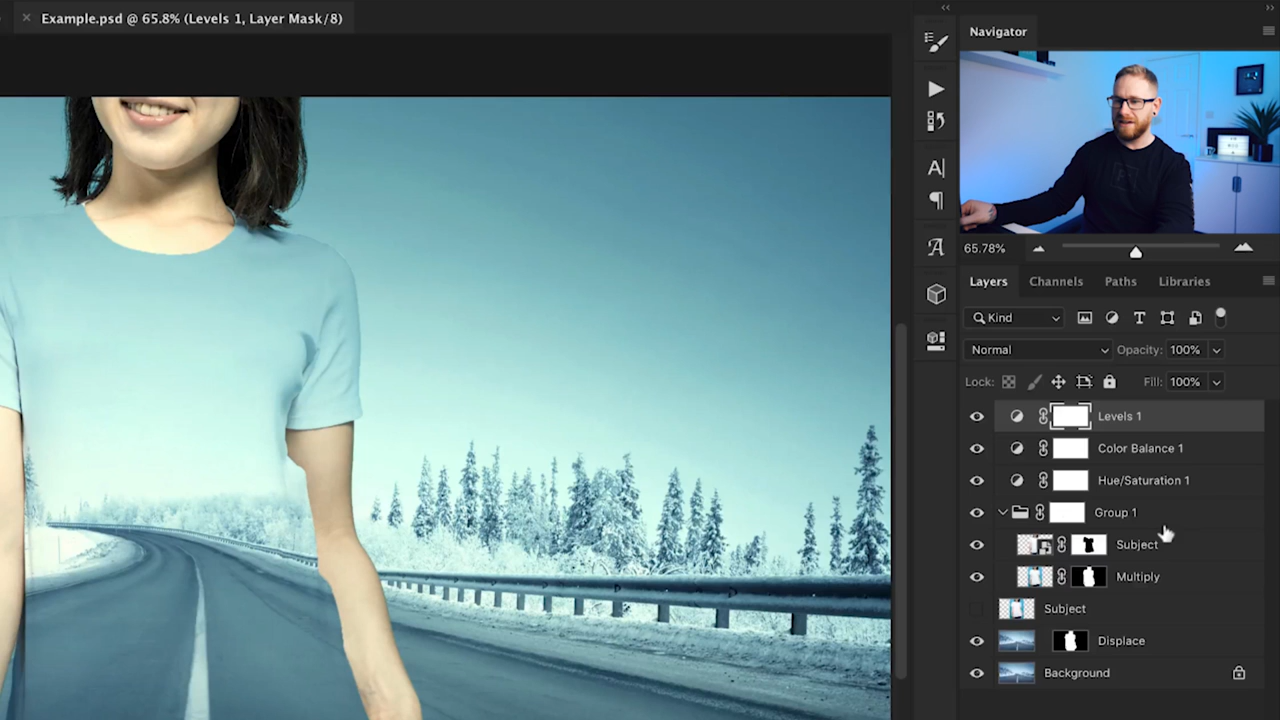 Example.psd @ 65.8% (Levels 1, Layer Mask/8)
Navigator
65.78%
Layers Channels Paths Libraries
Kind
Normal Opacity: 100%
Lock: Fill: 100%
Levels 1
Color Balance 1
Hue/Saturation 1
Group 1
Subject
Multiply
Subject
Displace
Background